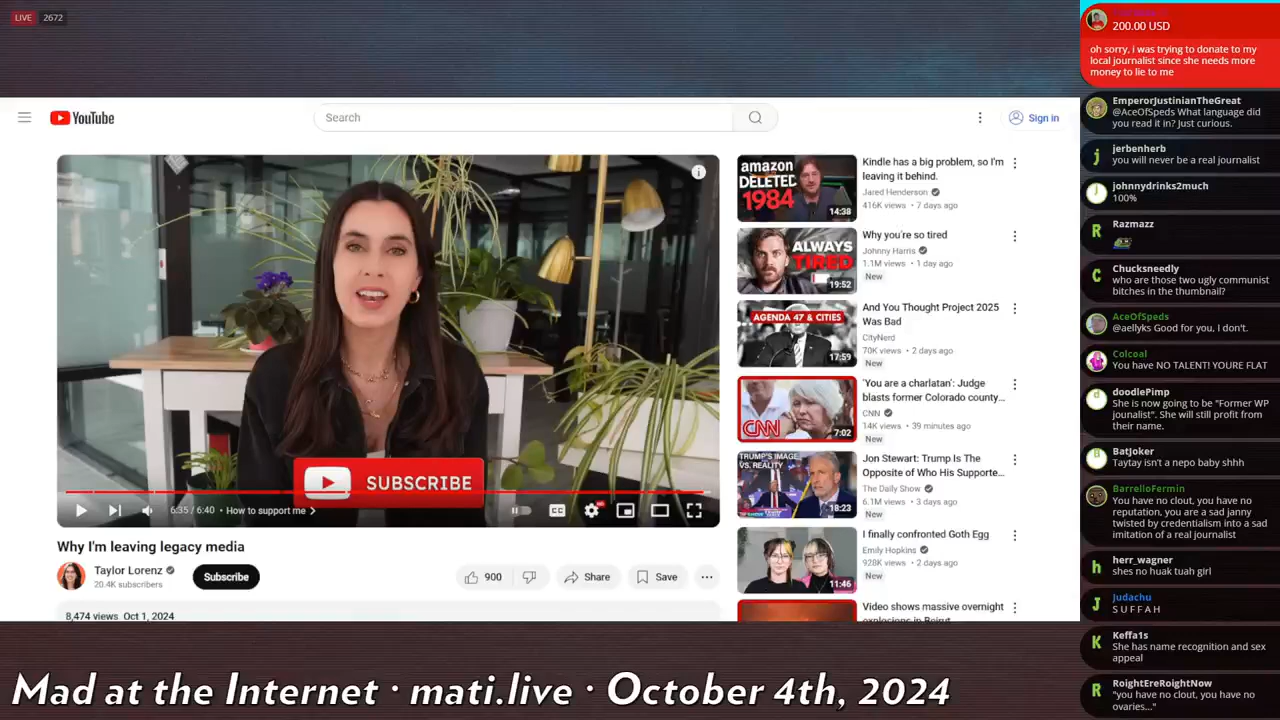 LIVE 2672
YouTube
Search
Sign in
SUBSCRIBE
6:35 / 6:40 • How to support me
CC
Why I'm leaving legacy media
Taylor Lorenz
20.4K subscribers
Subscribe
900
Share
Save
8,474 views Oct 1, 2024
amazon
DELETED
1984
14:38
Kindle has a big problem, so I'm
leaving it behind.
Jared Henderson
416K views • 7 days ago
ALWAYS
TIRED
19:52
Why you're so tired
Johnny Harris
1.1M views • 1 day ago
New
AGENDA 47 & CITIES
17:59
And You Thought Project 2025
Was Bad
CityNerd
70K views • 2 days ago
New
CNN
7:02
'You are a charlatan': Judge
blasts former Colorado county…
CNN
14K views • 39 minutes ago
New
TRUMP'S IMAGE
VS. REALITY
18:23
Jon Stewart: Trump Is The
Opposite of Who His Supporte…
The Daily Show
6.1M views • 3 days ago
New
11:46
I finally confronted Goth Egg
Emily Hopkins
928K views • 2 days ago
New
Video shows massive overnight
explosions in Beirut
200.00 USD
oh sorry, i was trying to donate to my
local journalist since she needs more
money to lie to me
EmperorJustinianTheGreat
@AceOfSpeds What language did
you read it in? Just curious.
jerbenherb
you will never be a real journalist
johnnydrinks2much
100%
Razmazz
Chucksneedly
who are those two ugly communist
bitches in the thumbnail?
AceOfSpeds
@aellyks Good for you, I don't.
Colcoal
You have NO TALENT! YOURE FLAT
doodlePimp
She is now going to be "Former WP
jounalist". She will still profit from
their name.
BatJoker
Taytay isn't a nepo baby shhh
BarrelloFermin
You have no clout, you have no
reputation, you are a sad janny
twisted by credentialism into a sad
imitation of a real journalist
herr_wagner
shes no huak tuah girl
Judachu
S U F F A H
Keffa1s
She has name recognition and sex
appeal
RoightEreRoightNow
"you have no clout, you have no
ovaries..."
Mad at the Internet · mati.live · October 4th, 2024